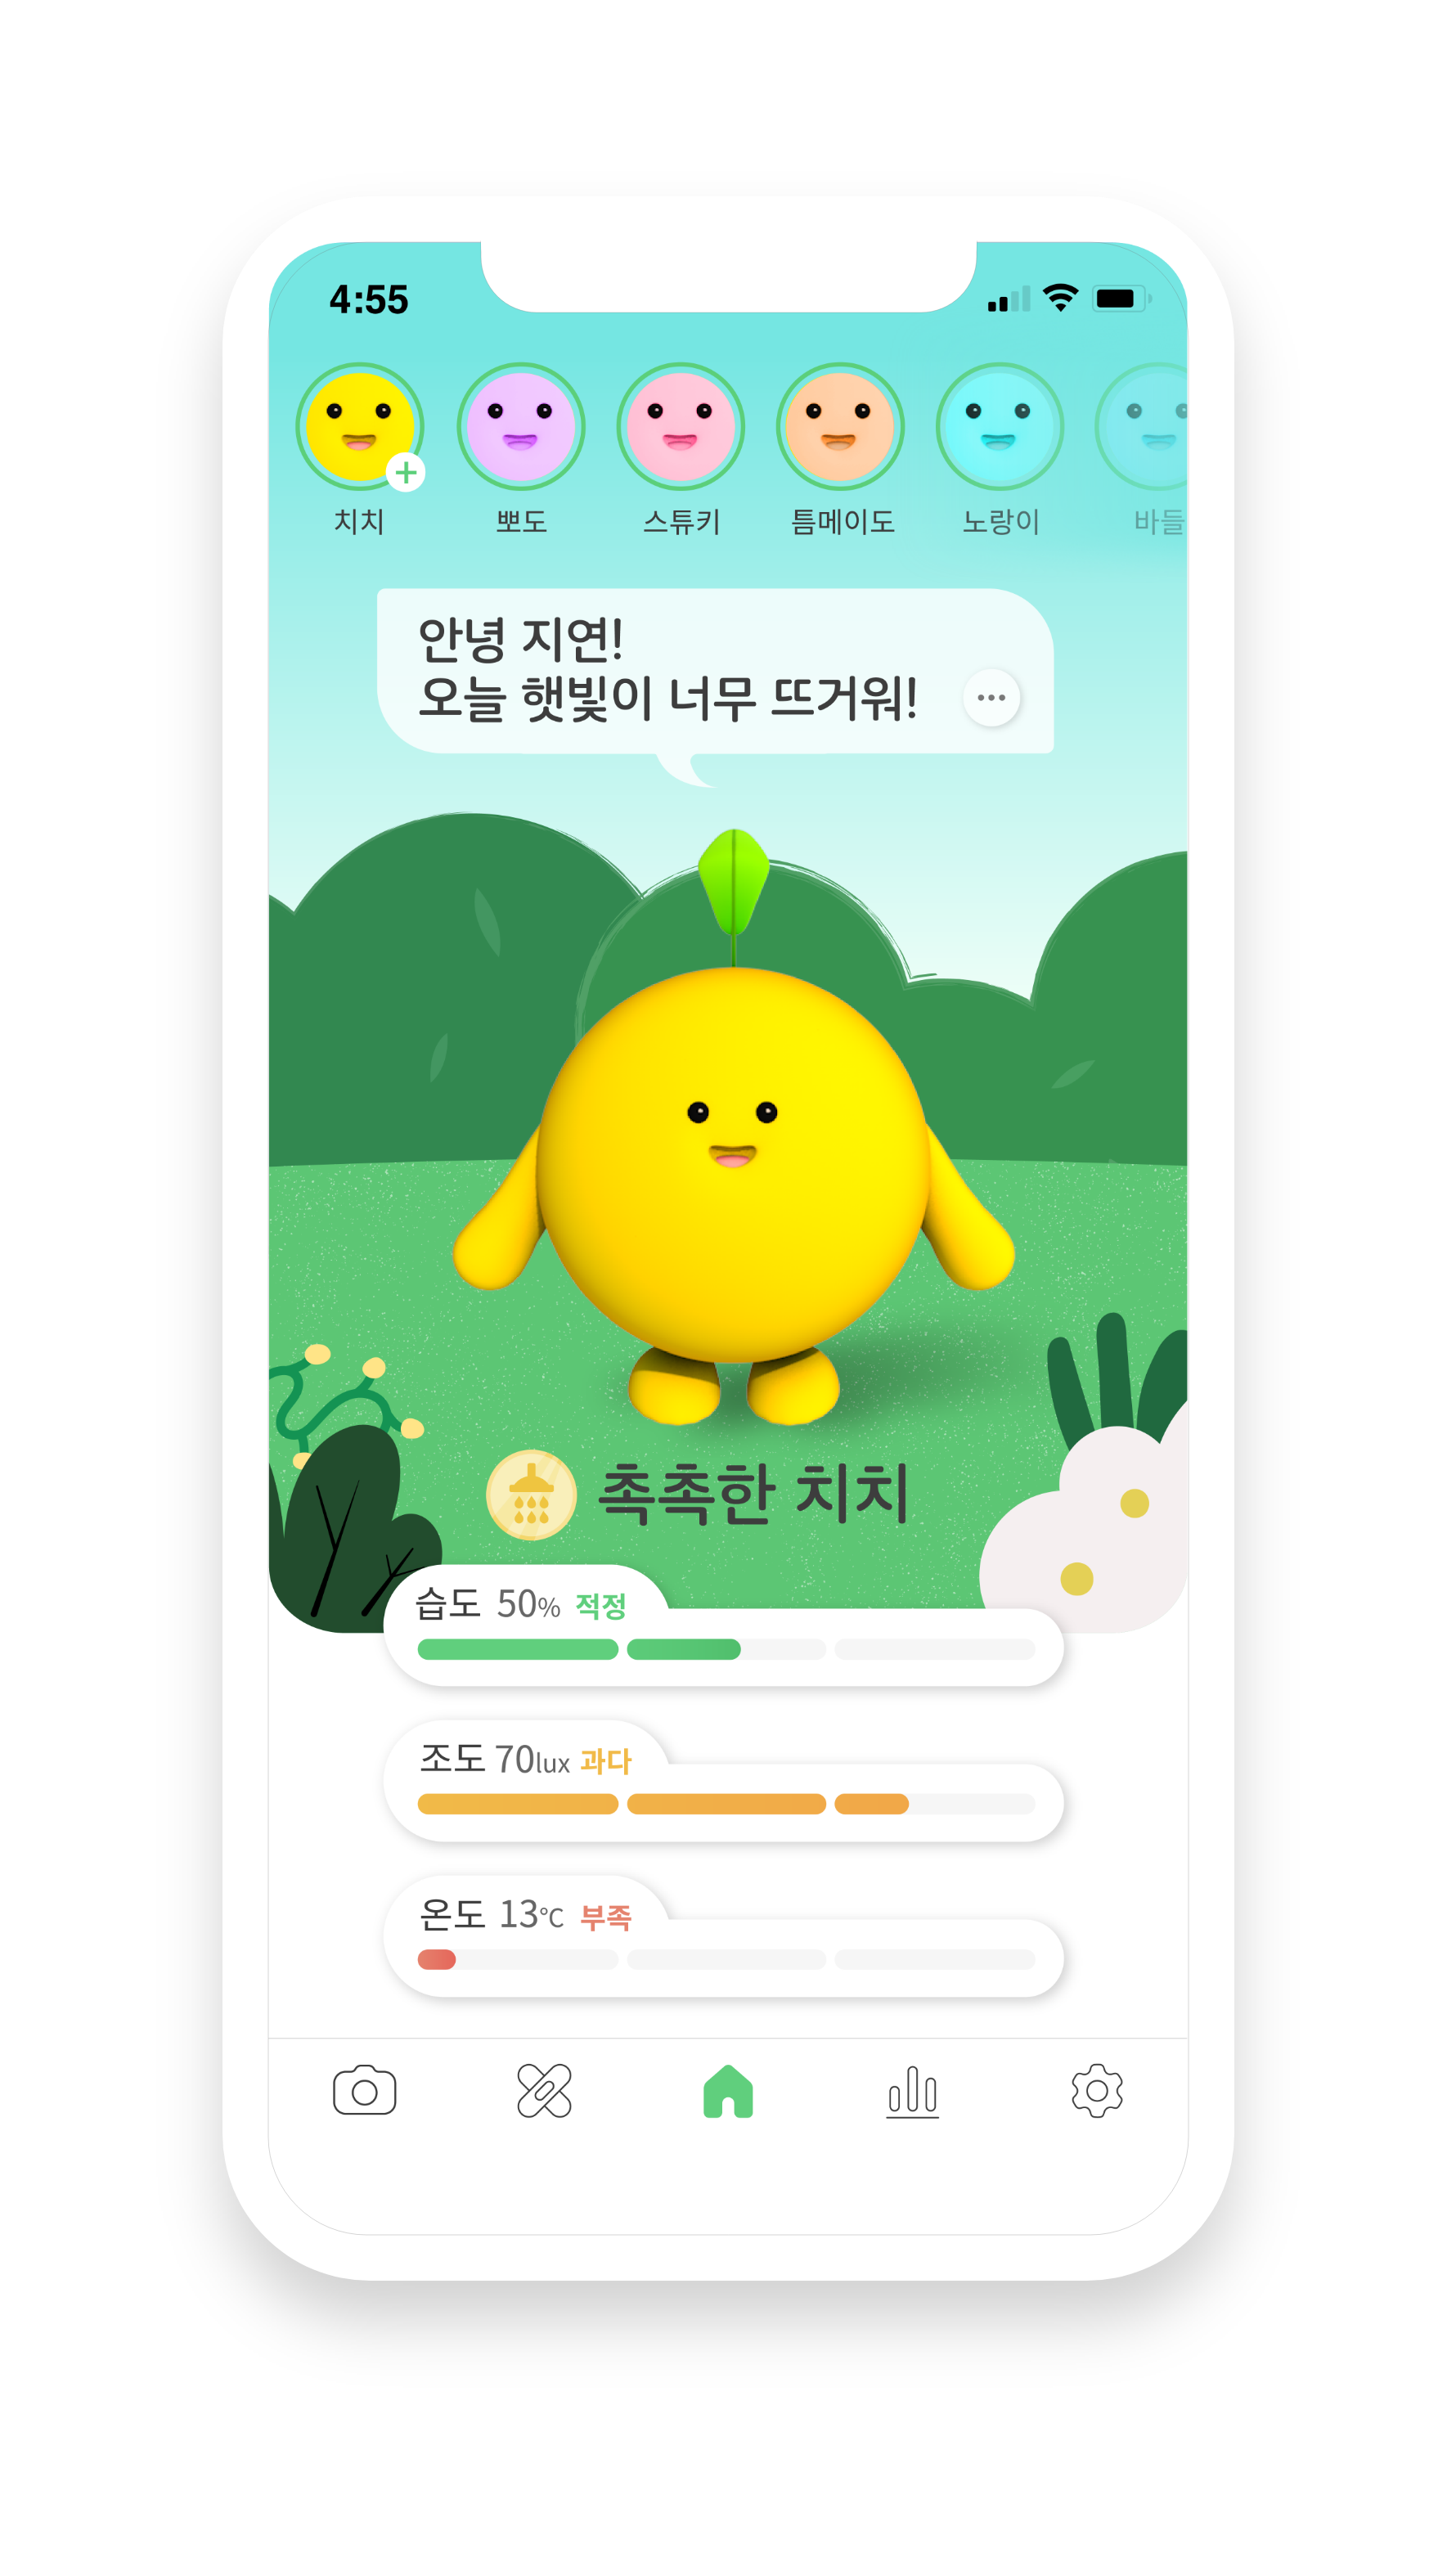 4:55
치치 뽀도 스튜키 틈메이도 노랑이 바들
안녕 지연!
오늘 햇빛이 너무 뜨거워!
촉촉한 치치
습도 50% 적정
조도 70lux 과다
온도 13°C 부족